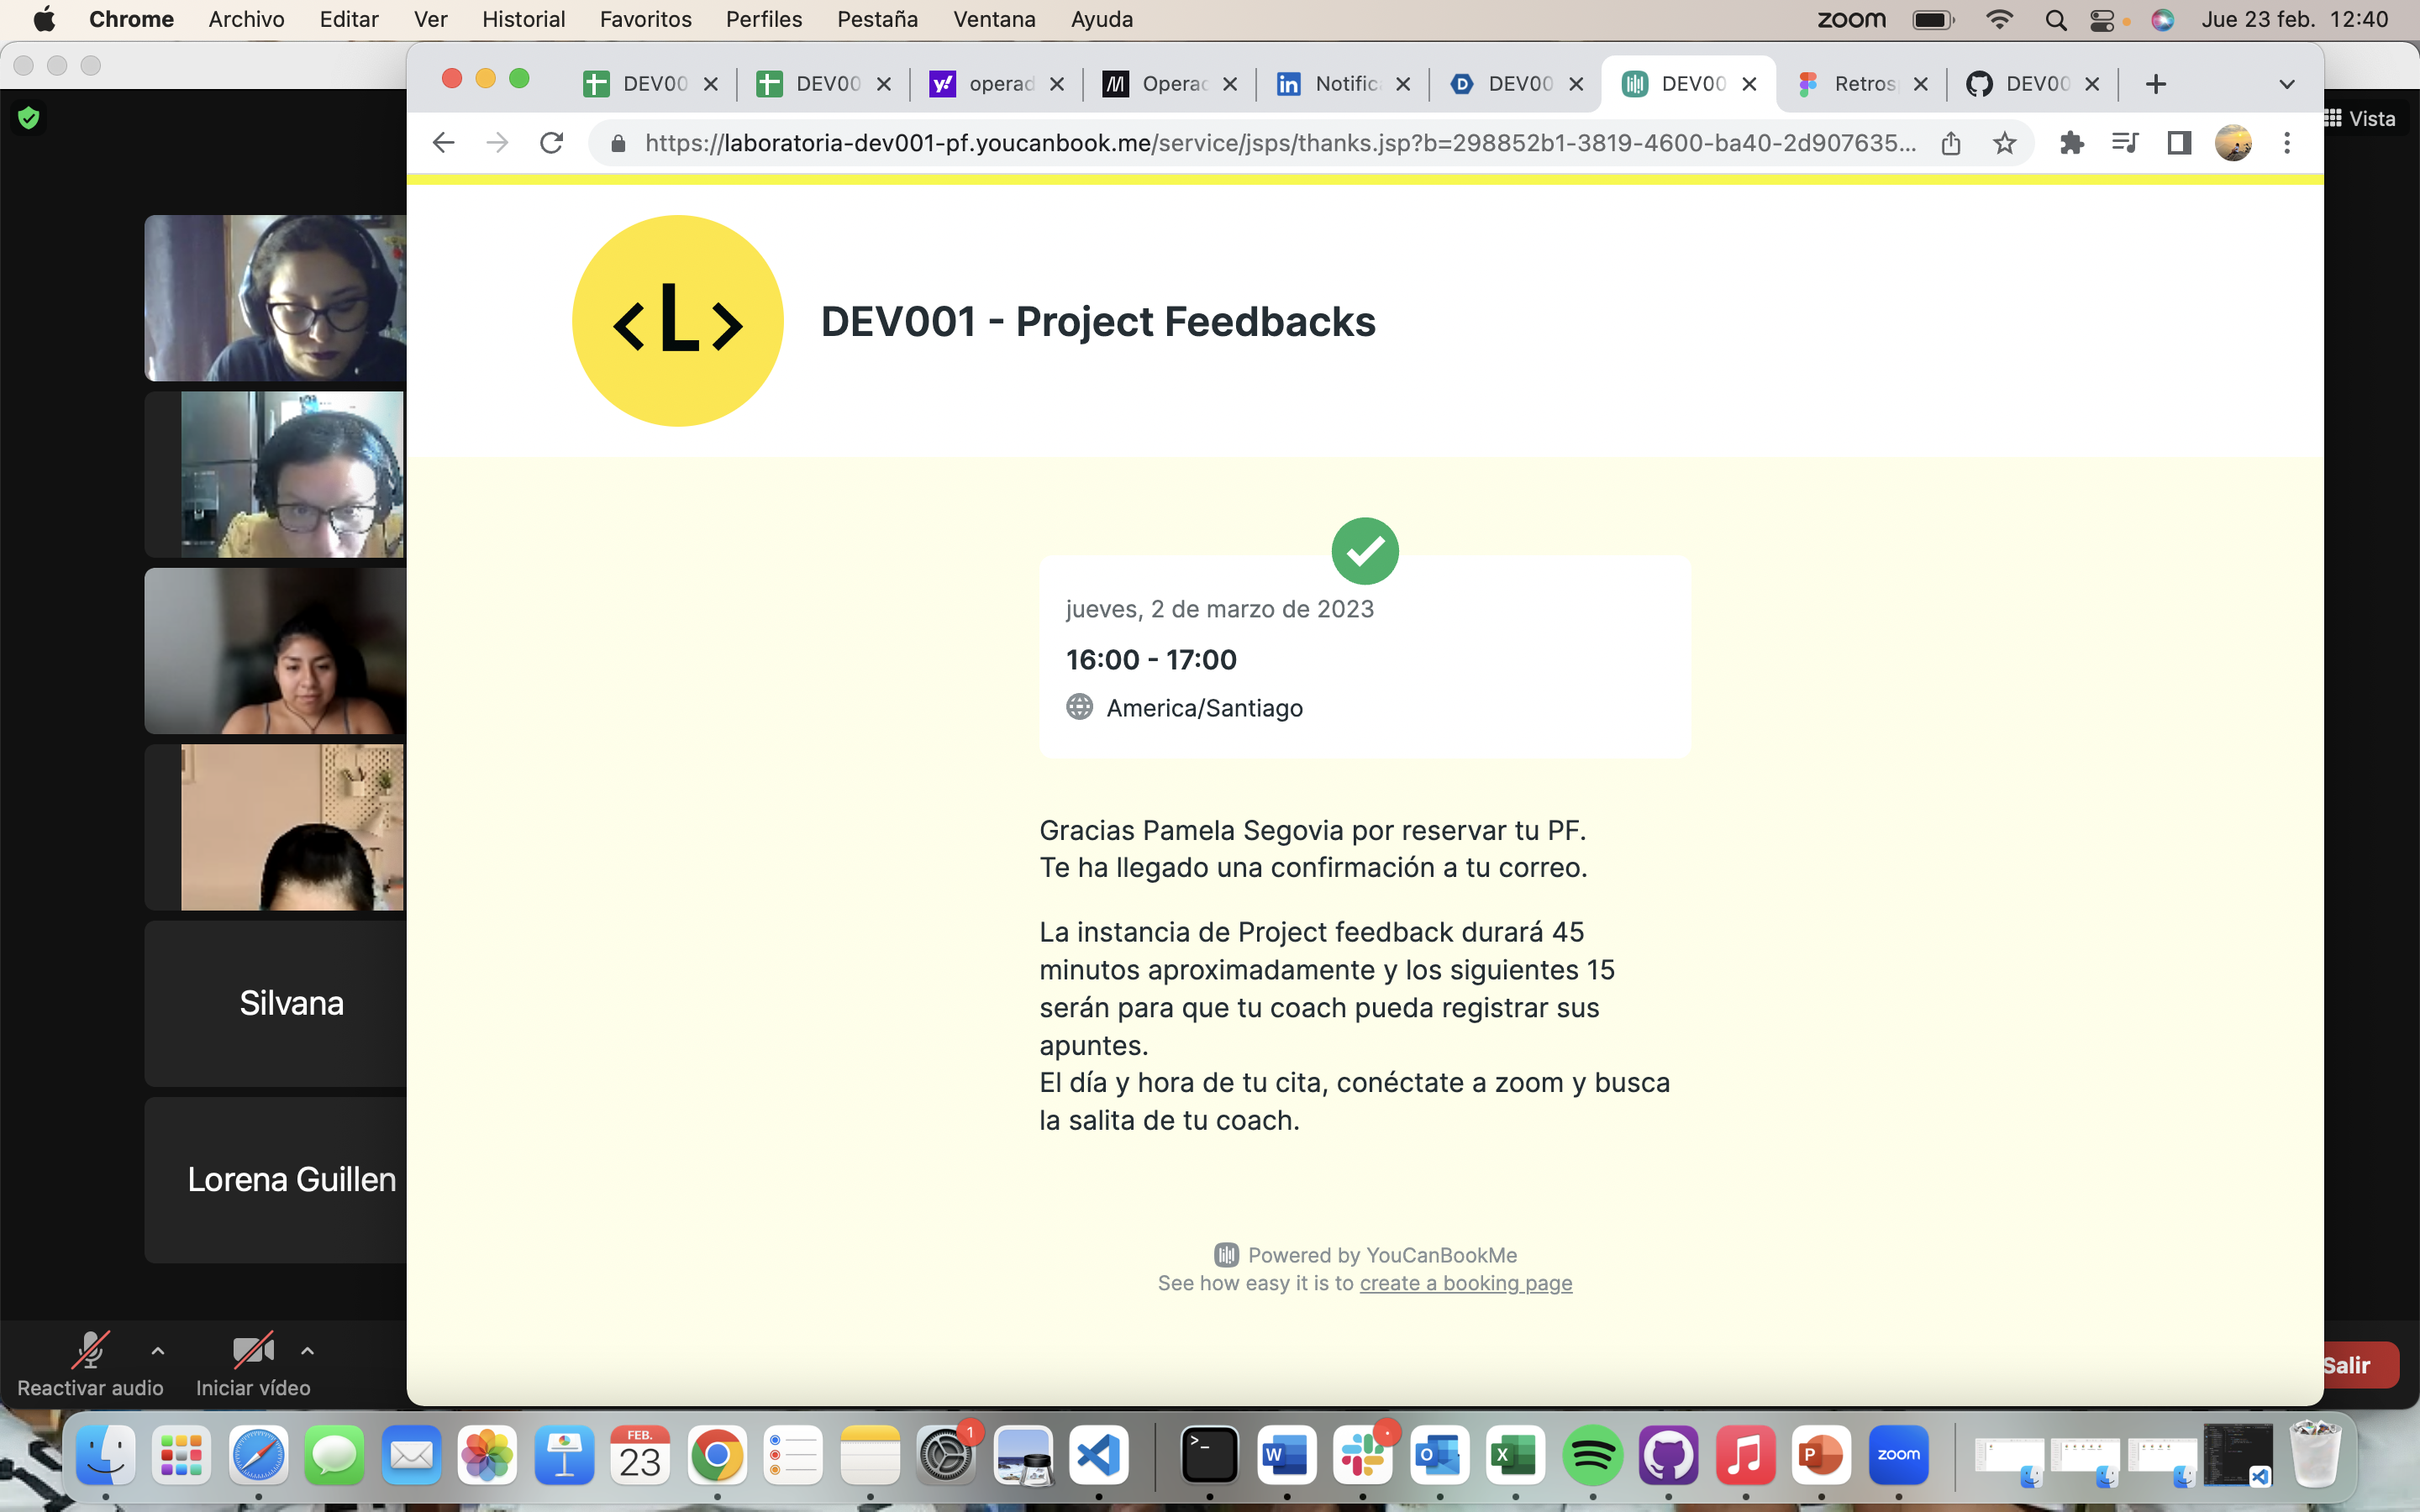 Chrome Archivo Editar Ver Historial Favoritos Perfiles Pestaña Ventana Ayuda zoom Jue 23 feb. 12:40
DEV00 DEV00 operad Operac Notific DEV00 DEV00 Retros DEV00
https://laboratoria-dev001-pf.youcanbook.me/service/jsps/thanks.jsp?b=298852b1-3819-4600-ba40-2d907635...
Vista
<L>
DEV001 - Project Feedbacks
jueves, 2 de marzo de 2023
16:00 - 17:00
America/Santiago
Gracias Pamela Segovia por reservar tu PF.
Te ha llegado una confirmación a tu correo.
La instancia de Project feedback durará 45
minutos aproximadamente y los siguientes 15
serán para que tu coach pueda registrar sus
apuntes.
El día y hora de tu cita, conéctate a zoom y busca
la salita de tu coach.
Silvana
Lorena Guillen
Powered by YouCanBookMe
See how easy it is to create a booking page
Reactivar audio Iniciar vídeo Salir
FEB.
23
1
zoom